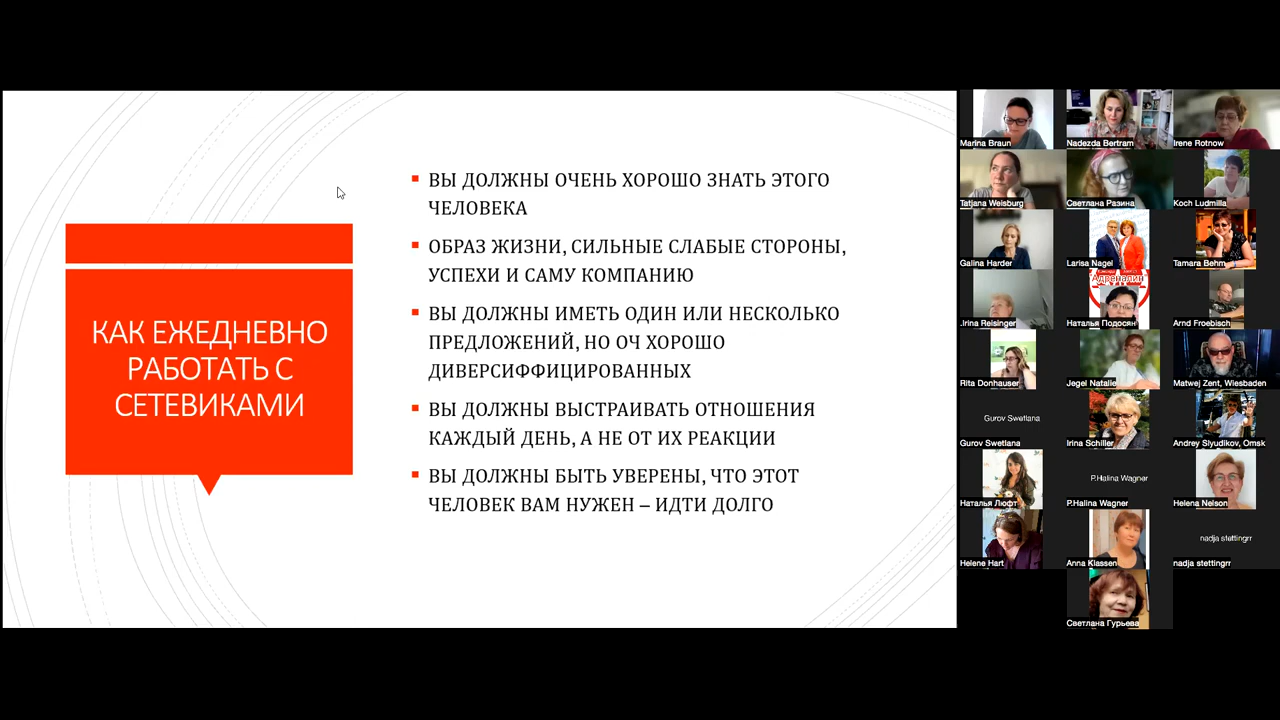 КАК ЕЖЕДНЕВНО
РАБОТАТЬ С
СЕТЕВИКАМИ
ВЫ ДОЛЖНЫ ОЧЕНЬ ХОРОШО ЗНАТЬ ЭТОГО
ЧЕЛОВЕКА
ОБРАЗ ЖИЗНИ, СИЛЬНЫЕ СЛАБЫЕ СТОРОНЫ,
УСПЕХИ И САМУ КОМПАНИЮ
ВЫ ДОЛЖНЫ ИМЕТЬ ОДИН ИЛИ НЕСКОЛЬКО
ПРЕДЛОЖЕНИЙ, НО ОЧ ХОРОШО
ДИВЕРСИФФИЦИРОВАННЫХ
ВЫ ДОЛЖНЫ ВЫСТРАИВАТЬ ОТНОШЕНИЯ
КАЖДЫЙ ДЕНЬ, А НЕ ОТ ИХ РЕАКЦИИ
ВЫ ДОЛЖНЫ БЫТЬ УВЕРЕНЫ, ЧТО ЭТОТ
ЧЕЛОВЕК ВАМ НУЖЕН – ИДТИ ДОЛГО
Marina Braun
Nadezda Bertram
Irene Rotnow
Tatjana Weisburg
Светлана Разина
Koch Ludmilla
Galina Harder
Larisa Nagel
Tamara Behm
.Irina Reisinger
Адреналин
Наталья Подосян
Arnd Froebisch
Rita Donhauser
Jegel Natalie
Matwej Zent, Wiesbaden
Gurov Swetlana
Gurov Swetlana
Irina Schiller
Andrey Slyudikov, Omsk
Наталья Люфт
P.Halina Wagner
P.Halina Wagner
Helena Nelson
Helene Hart
Anna Klassen
nadja stettingrr
nadja stettingrr
Светлана Гурьева